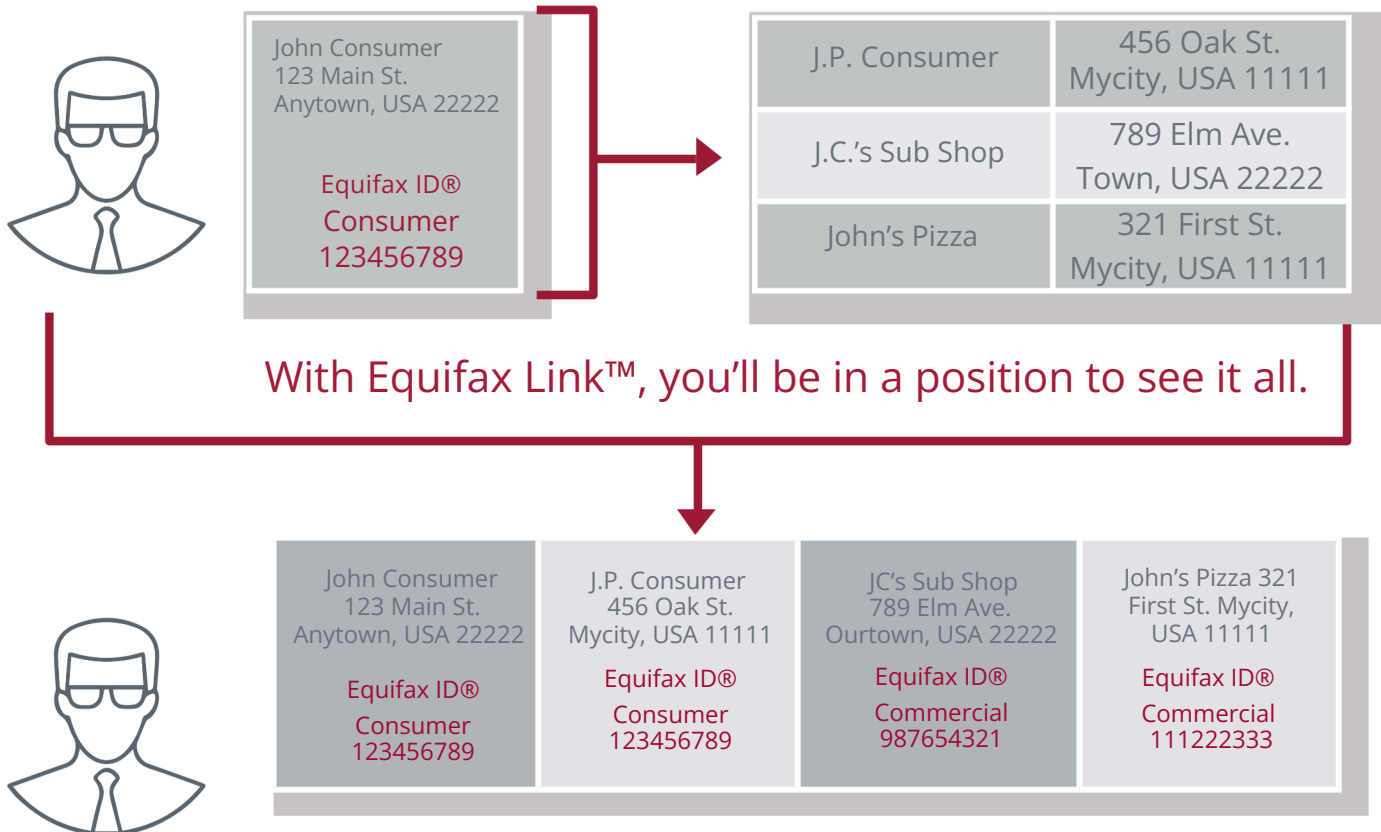 John Consumer
123 Main St.
Anytown, USA 22222
Equifax ID®
Consumer
123456789
J.P. Consumer
456 Oak St.
Mycity, USA 11111
J.C.'s Sub Shop
789 Elm Ave.
Town, USA 22222
John's Pizza
321 First St.
Mycity, USA 11111
With Equifax Link™, you'll be in a position to see it all.
John Consumer
123 Main St.
Anytown, USA 22222
Equifax ID®
Consumer
123456789
J.P. Consumer
456 Oak St.
Mycity, USA 11111
Equifax ID®
Consumer
123456789
JC's Sub Shop
789 Elm Ave.
Ourtown, USA 22222
Equifax ID®
Commercial
987654321
John's Pizza 321
First St. Mycity,
USA 11111
Equifax ID®
Commercial
111222333